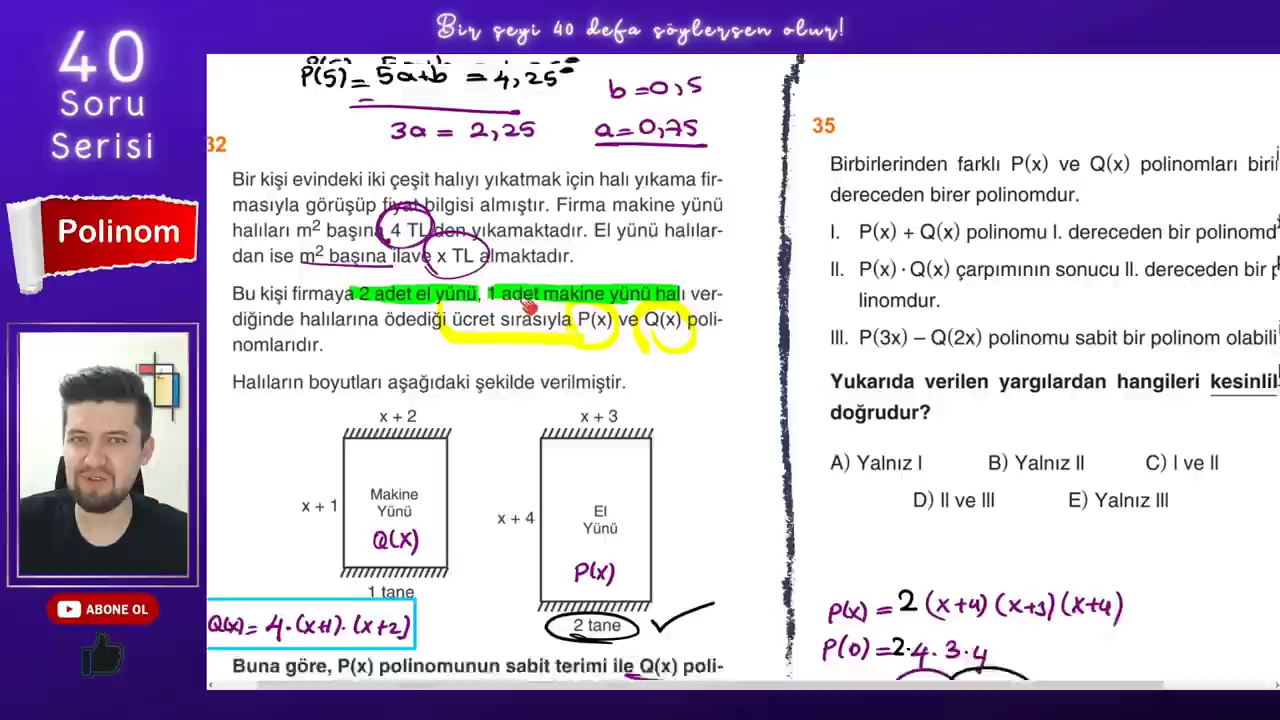 Bir şeyi 40 defa söylersen olur!
40
Soru
Serisi
Polinom
ABONE OL
P(5) = 5a+b = 4,25
3a = 2,25
b = 0,5
a = 0,75
32
Bir kişi evindeki iki çeşit halıyı yıkatmak için halı yıkama fir-
masıyla görüşüp fiyat bilgisi almıştır. Firma makine yünü
halıları m² başına 4 TL den yıkamaktadır. El yünü halılar-
dan ise m² başına ilave x TL almaktadır.
Bu kişi firmaya 2 adet el yünü, 1 adet makine yünü halı ver-
diğinde halılarına ödediği ücret sırasıyla P(x) ve Q(x) poli-
nomlarıdır.
Halıların boyutları aşağıdaki şekilde verilmiştir.
x + 2
x + 1
Makine
Yünü
Q(x)
1 tane
x + 3
x + 4
El
Yünü
P(x)
2 tane
Q(x) = 4 · (x+1) · (x+2)
Buna göre, P(x) polinomunun sabit terimi ile Q(x) poli-
35
Birbirlerinden farklı P(x) ve Q(x) polinomları biri
dereceden birer polinomdur.
I. P(x) + Q(x) polinomu I. dereceden bir polinomd
II. P(x) · Q(x) çarpımının sonucu II. dereceden bir p
linomdur.
III. P(3x) – Q(2x) polinomu sabit bir polinom olabili
Yukarıda verilen yargılardan hangileri kesinlil
doğrudur?
A) Yalnız I B) Yalnız II C) I ve II
D) II ve III E) Yalnız III
P(x) = 2 (x+4) (x+3) (x+4)
P(0) = 2·4·3·4